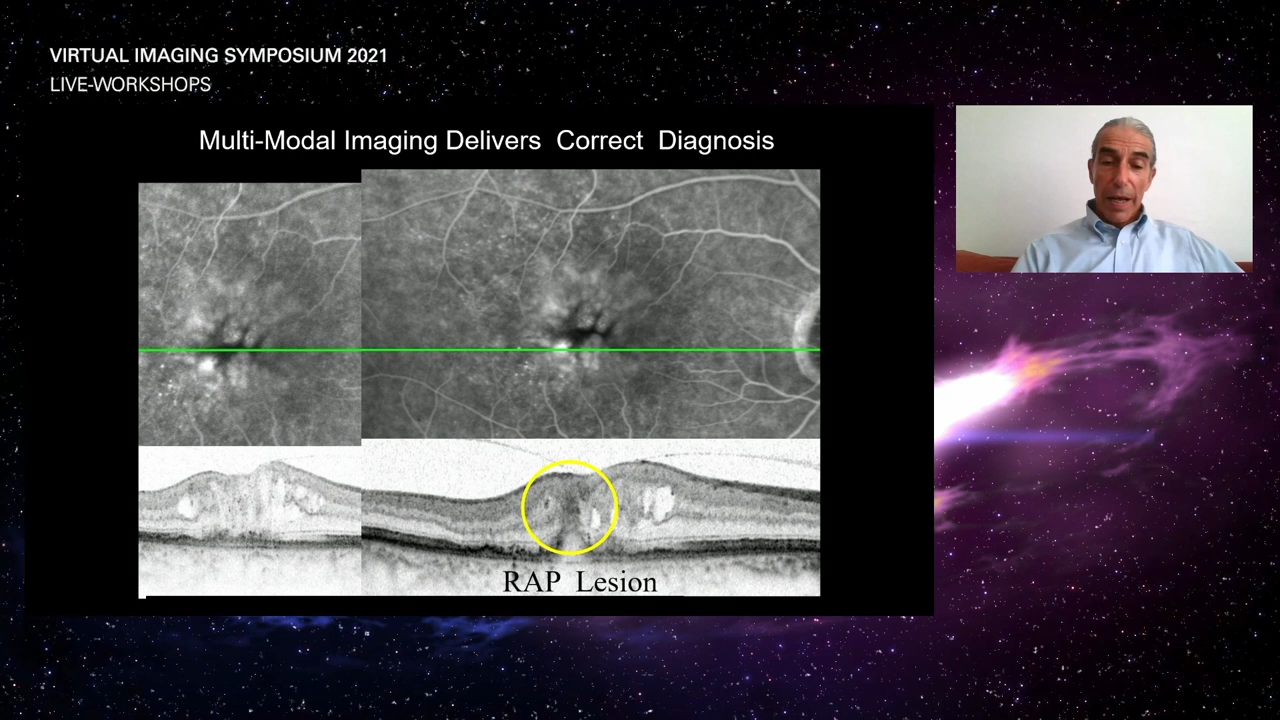 VIRTUAL IMAGING SYMPOSIUM 2021
LIVE-WORKSHOPS
Multi-Modal Imaging Delivers Correct Diagnosis
RAP Lesion